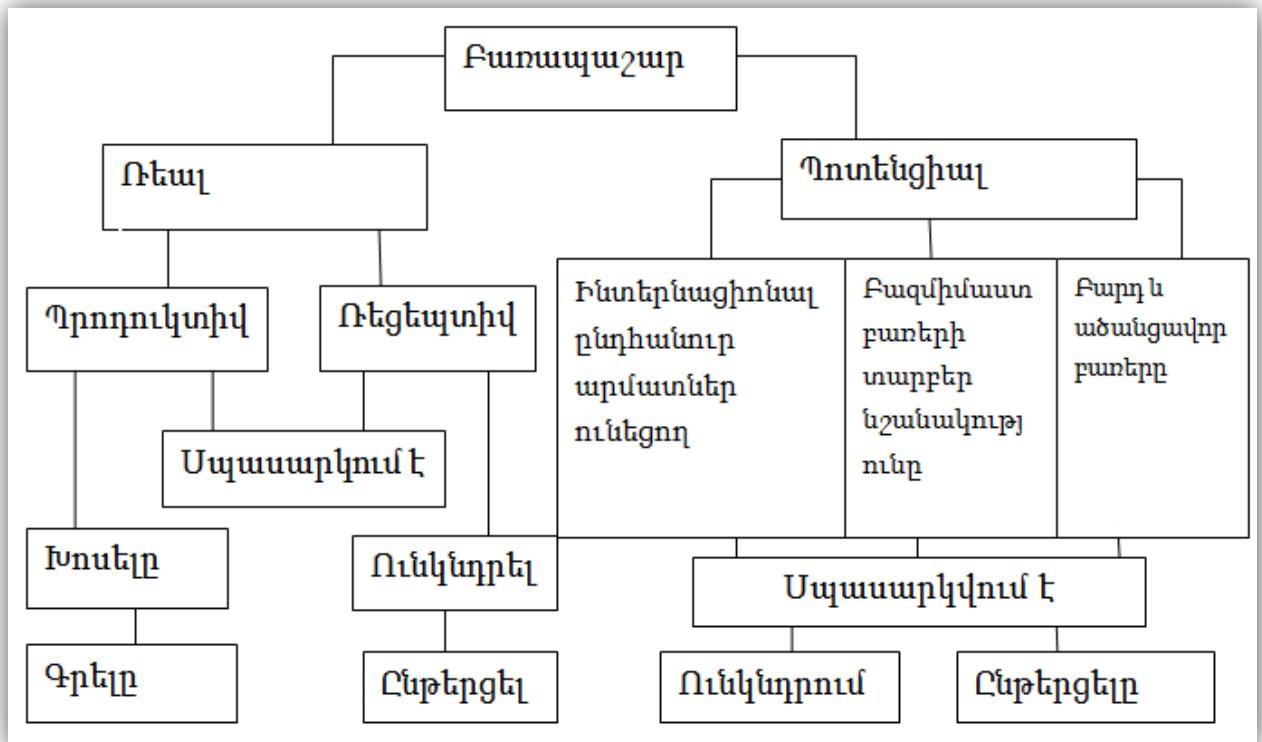 Բառապաշար
Ռեալ
Պոտենցիալ
Պրոդուկտիվ
Ռեցեպտիվ
Ինտերնացիոնալ
ընդհանուր
արմատներ
ունեցող
Բազմիմաստ
բառերի
տարբեր
նշանակությ
ունը
Բարդ և
ածանցավոր
բառերը
Սպասարկում է
Խոսելը
Ունկնդրել
Սպասարկվում է
Գրելը
Ընթերցել
Ունկնդրում
Ընթերցելը